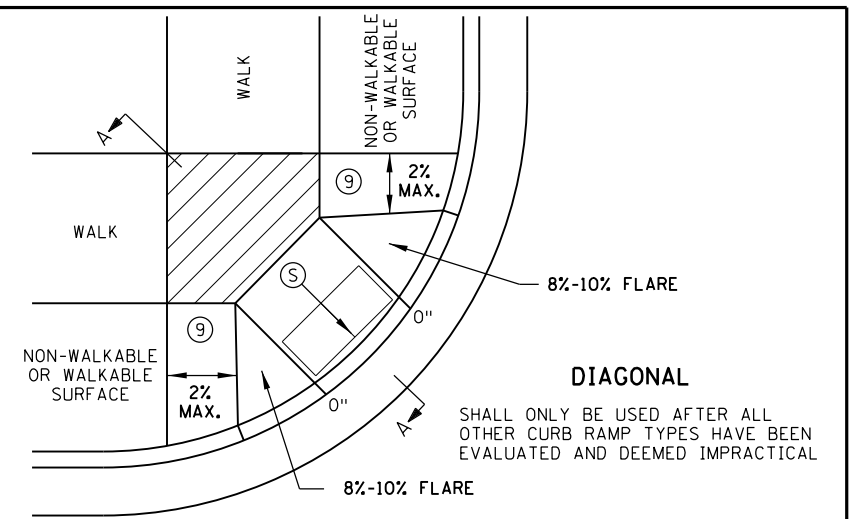 WALK
NON-WALKABLE
OR WALKABLE
SURFACE
A
9
2%
MAX.
WALK
S
8%-10% FLARE
0"
9
NON-WALKABLE
OR WALKABLE
SURFACE
2%
MAX.
0"
A
8%-10% FLARE
DIAGONAL
SHALL ONLY BE USED AFTER ALL
OTHER CURB RAMP TYPES HAVE BEEN
EVALUATED AND DEEMED IMPRACTICAL